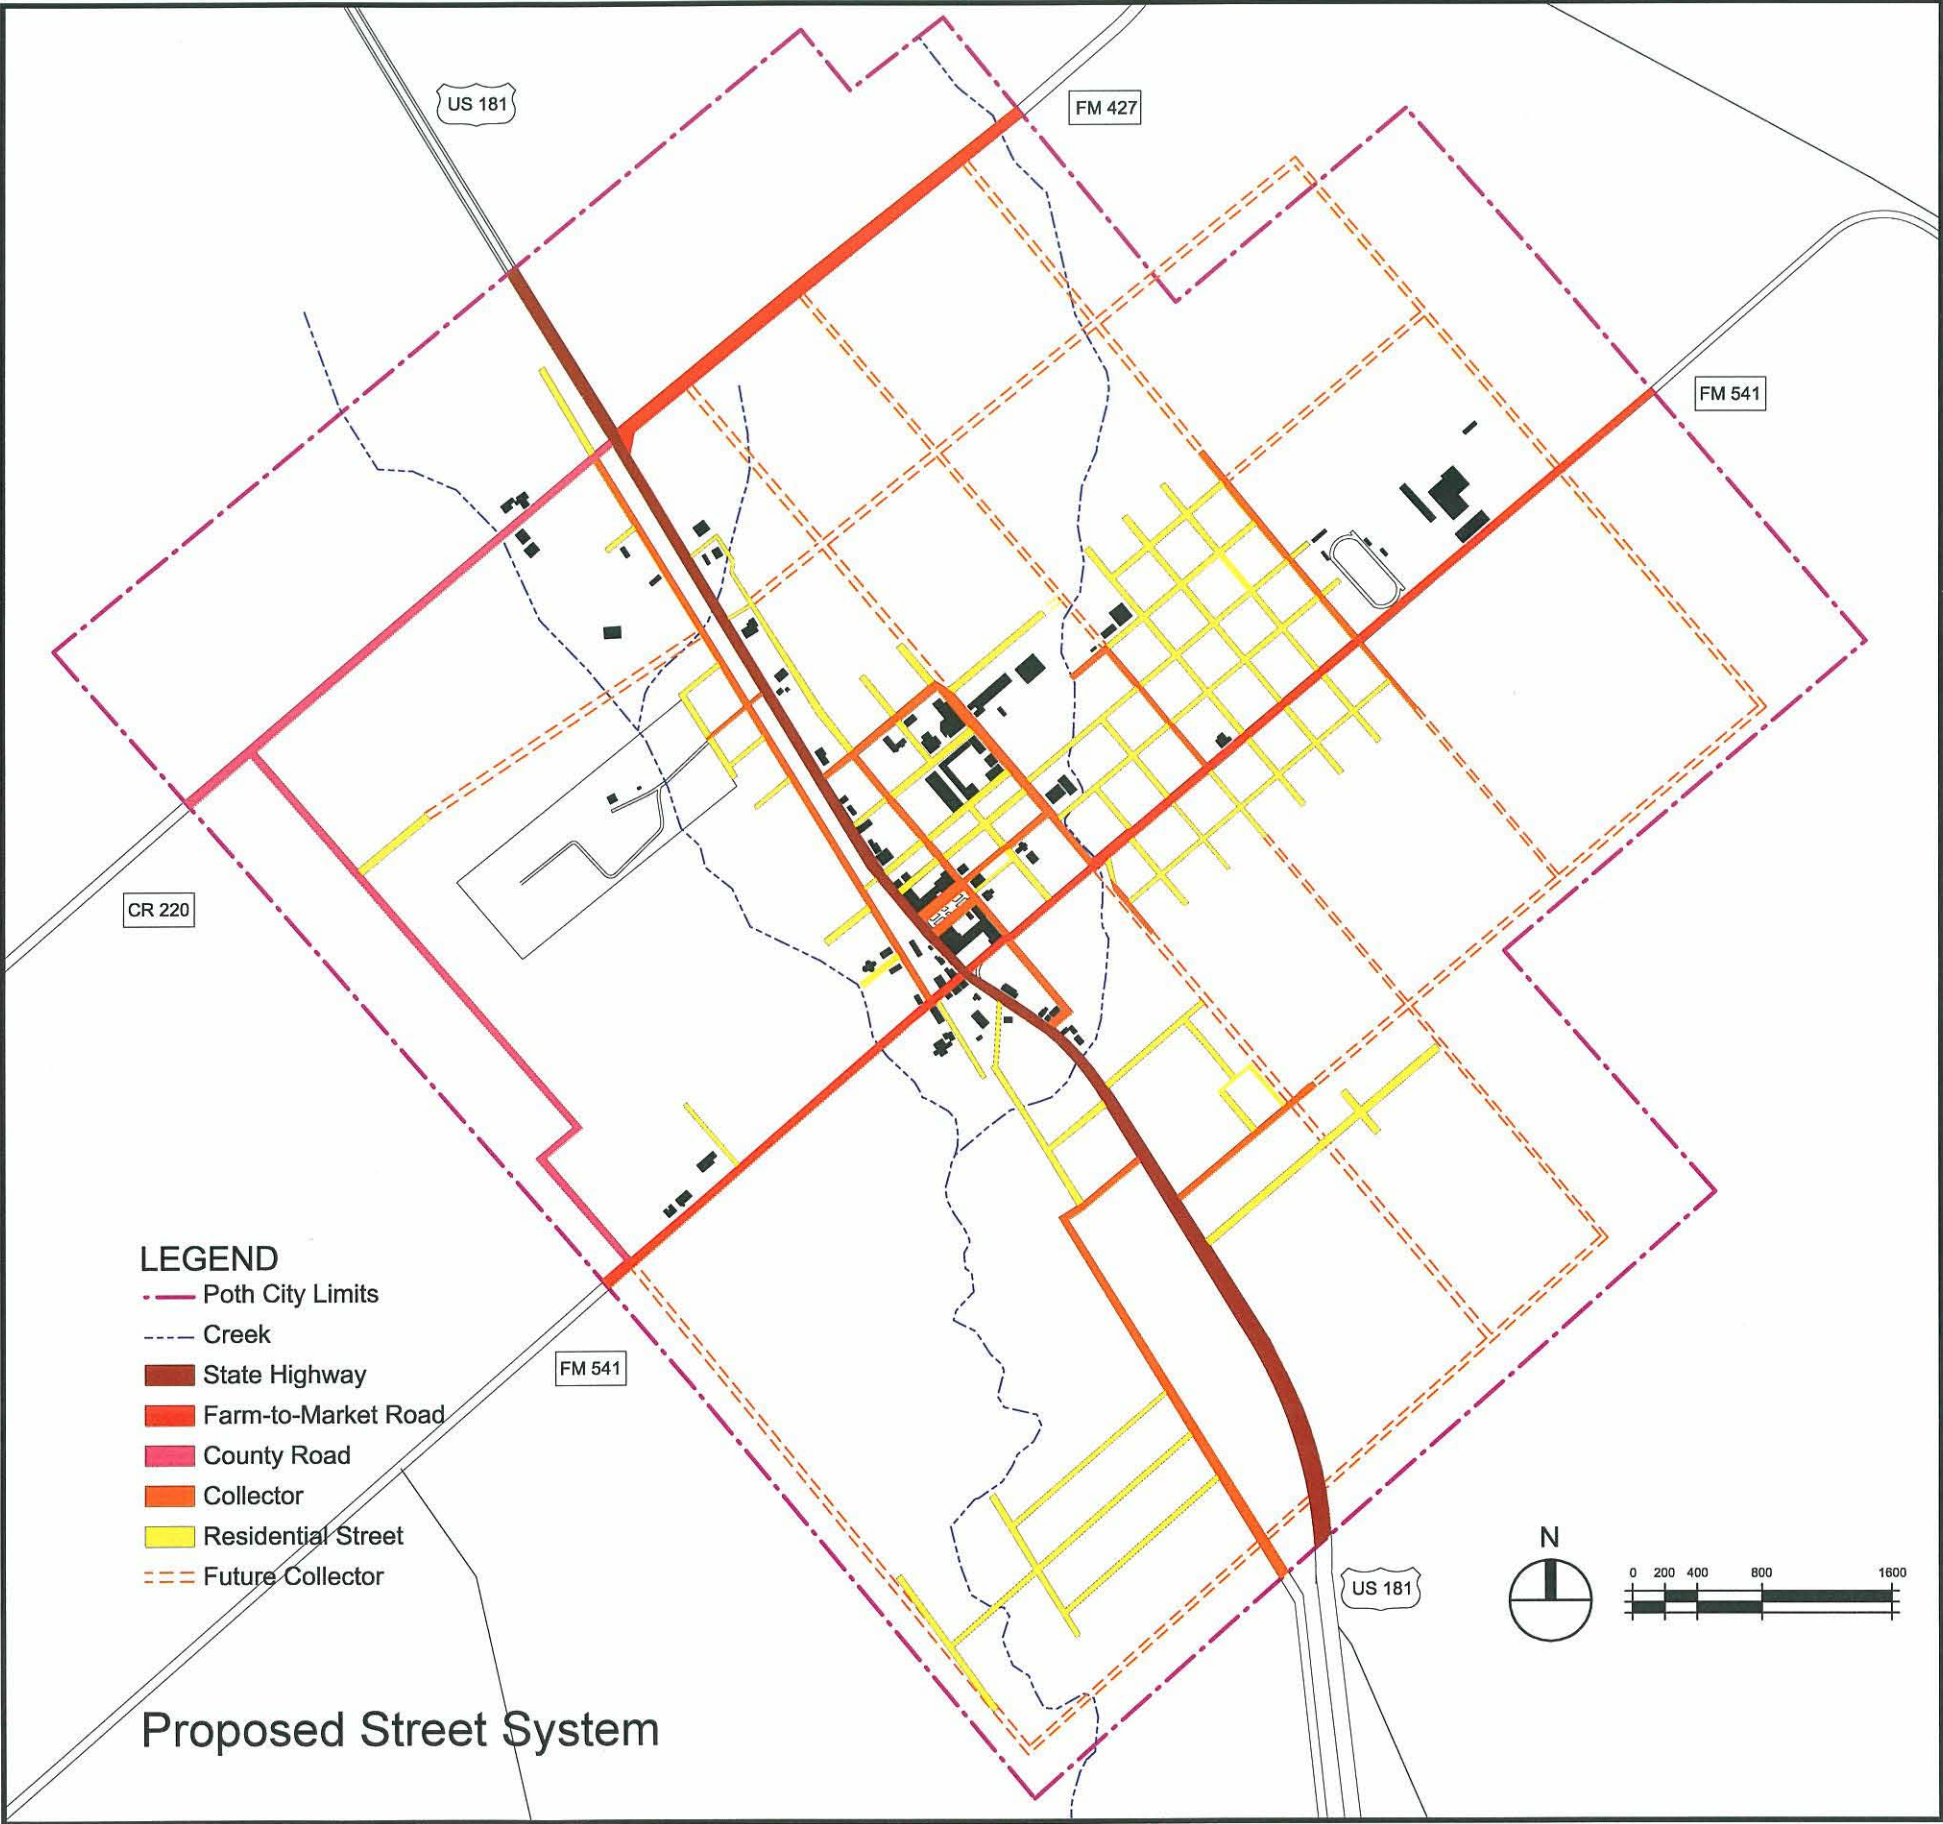 US 181
FM 427
FM 541
CR 220
LEGEND
Poth City Limits
Creek
State Highway
Farm-to-Market Road
County Road
Collector
Residential Street
Future Collector
FM 541
Proposed Street System
N
0 200 400 800 1600
US 181